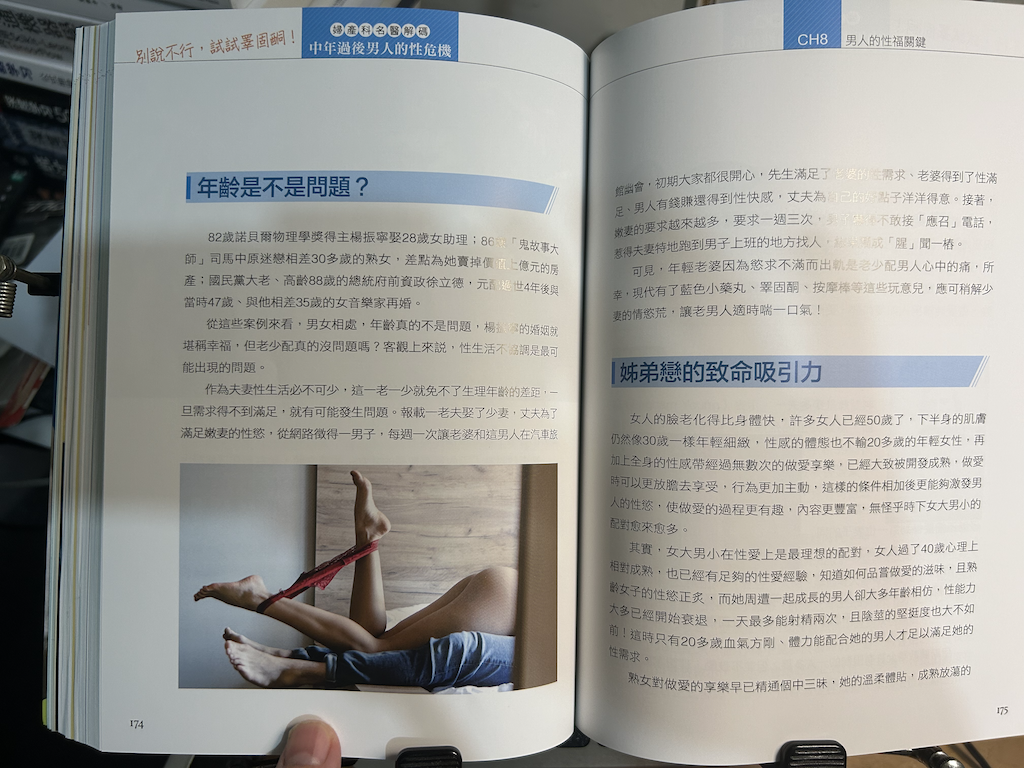 別說不行，試試睪固酮！
婦產科名醫解碼
中年過後男人的性危機
年齡是不是問題？
82歲諾貝爾物理學獎得主楊振寧娶28歲女助理；86「鬼故事大
師」司馬中原迷戀相差30多歲的熟女，差點為她賣掉價上億元的房
產；國民黨大老、高齡88歲的總統府前資政徐立德，元配世4年後與
當時47歲、與他相差35歲的女音樂家再婚。
從這些案例來看，男女相處，年齡真的不是問題，楊的婚姻就
堪稱幸福，但老少配真的沒問題嗎？客觀上來說，性生活不協調是最可
能出現的問題。
作為夫妻性生活必不可少，這一老一少就免不了生理年齡的差距，一
旦需求得不到滿足，就有可能發生問題。報載一老夫娶了少妻，丈夫為了
滿足嫩妻的性慾，從網路徵得一男子，每週一次讓老婆和這男人在汽車旅
174
CH8 男人的性福關鍵
館幽會，初期大家都很開心，先生滿足了需求、老婆得到了性滿
足、男人有錢賺還得到性快感，丈夫為自己的點子洋洋得意。接著，
嫩妻的要求越來越多，要求一週三次，不敢接「應召」電話，
惹得夫妻特地跑到男子上班的地方找人，成「腥」聞一樁。
可見，年輕老婆因為慾求不滿而出軌是老少配男人心中的痛，所
幸，現代有了藍色小藥丸、睪固酮、按摩棒等這些玩意兒，應可稍解少
妻的情慾荒，讓老男人適時喘一口氣！
姊弟戀的致命吸引力
女人的臉老化得比身體快，許多女人已經50歲了，下半身的肌膚
仍然像30歲一樣年輕細緻，性感的體態也不輸20多歲的年輕女性，再
加上全身的性感帶經過無數次的做愛享樂，已經大致被開發成熟，做愛
時可以更放膽去享受，行為更加主動，這樣的條件相加後更能夠激發男
人的性慾，使做愛的過程更有趣，內容更豐富，無怪乎時下女大男小的
配對愈來愈多。
其實，女大男小在性愛上是最理想的配對，女人過了40歲心理上
相對成熟，也已經有足夠的性愛經驗，知道如何品嘗做愛的滋味，且熟
齡女子的性慾正炙，而她周遭一起成長的男人卻大多年齡相仿，性能力
大多已經開始衰退，一天最多能射精兩次，且陰莖的堅挺度也大不如
前！這時只有20多歲血氣方剛、體力能配合她的男人才足以滿足她的
性需求。
熟女對做愛的享樂早已精通個中三昧，她的溫柔體貼，成熟放蕩的
175